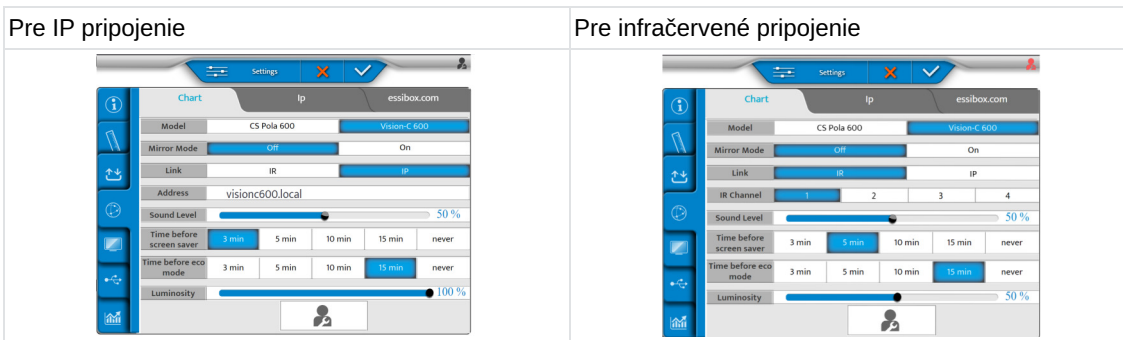 Pre IP pripojenie
Settings
Chart Ip essibox.com
Model CS Pola 600 Vision-C 600
Mirror Mode Off On
Link IR IP
Address visionc600.local
Sound Level 50 %
Time before screen saver 3 min 5 min 10 min 15 min never
Time before eco mode 3 min 5 min 10 min 15 min never
Luminosity 100 %
Pre infračervené pripojenie
Settings
Chart Ip essibox.com
Model CS Pola 600 Vision-C 600
Mirror Mode Off On
Link IR IP
IR Channel 1 2 3 4
Sound Level 50 %
Time before screen saver 3 min 5 min 10 min 15 min never
Time before eco mode 3 min 5 min 10 min 15 min never
Luminosity 50 %